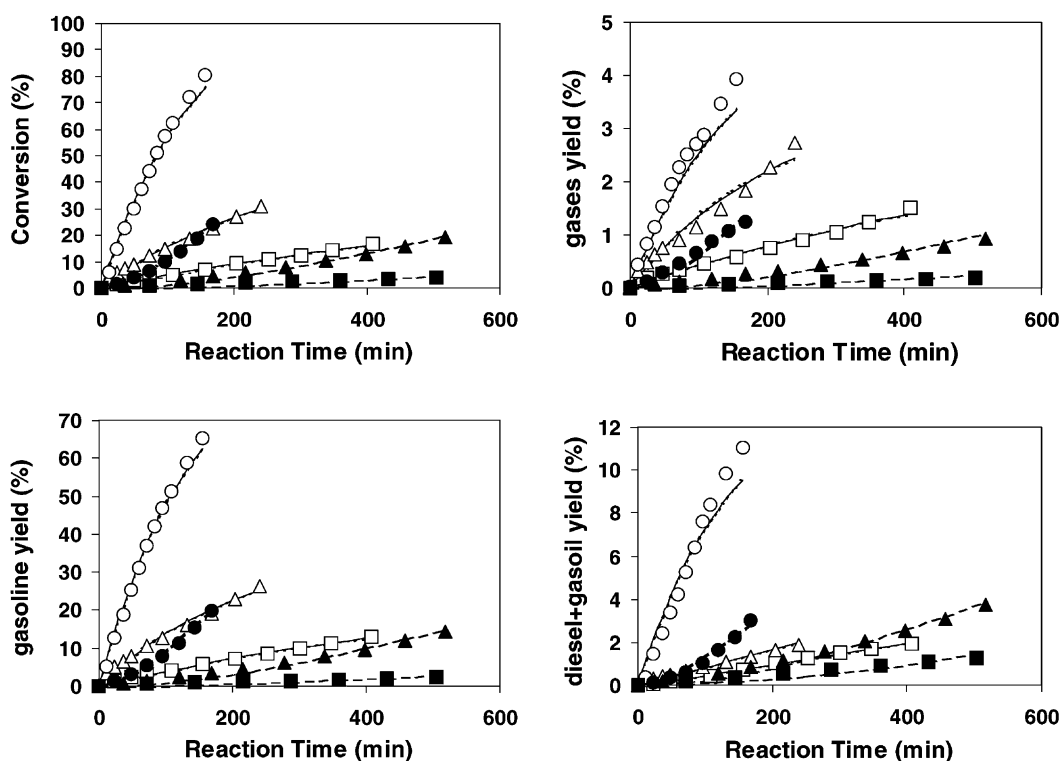 100
90
80
70
60
50
40
30
20
10
0
Conversion (%)
0 200 400 600
Reaction Time (min)
5
4
3
2
1
0
gases yield (%)
0 200 400 600
Reaction Time (min)
70
60
50
40
30
20
10
0
gasoline yield (%)
0 200 400 600
Reaction Time (min)
12
10
8
6
4
2
0
diesel+gasoil yield (%)
0 200 400 600
Reaction Time (min)